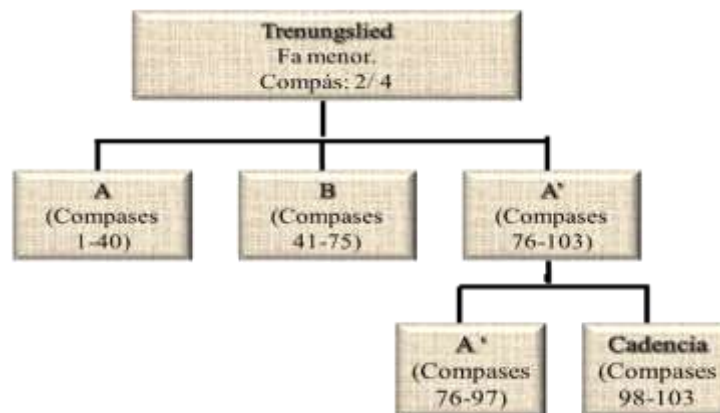 Trenungslied
Fa menor.
Compás: 2/ 4
A
(Compases
1-40)
B
(Compases
41-75)
A’
(Compases
76-103)
A ‘
(Compases
76-97)
Cadencia
(Compases
98-103